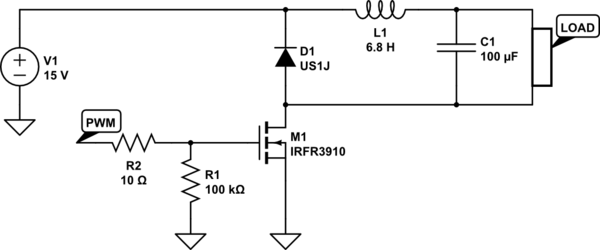 V1
15 V
PWM
R2
10 Ω
R1
100 kΩ
D1
US1J
M1
IRFR3910
L1
6.8 H
C1
100 µF
LOAD